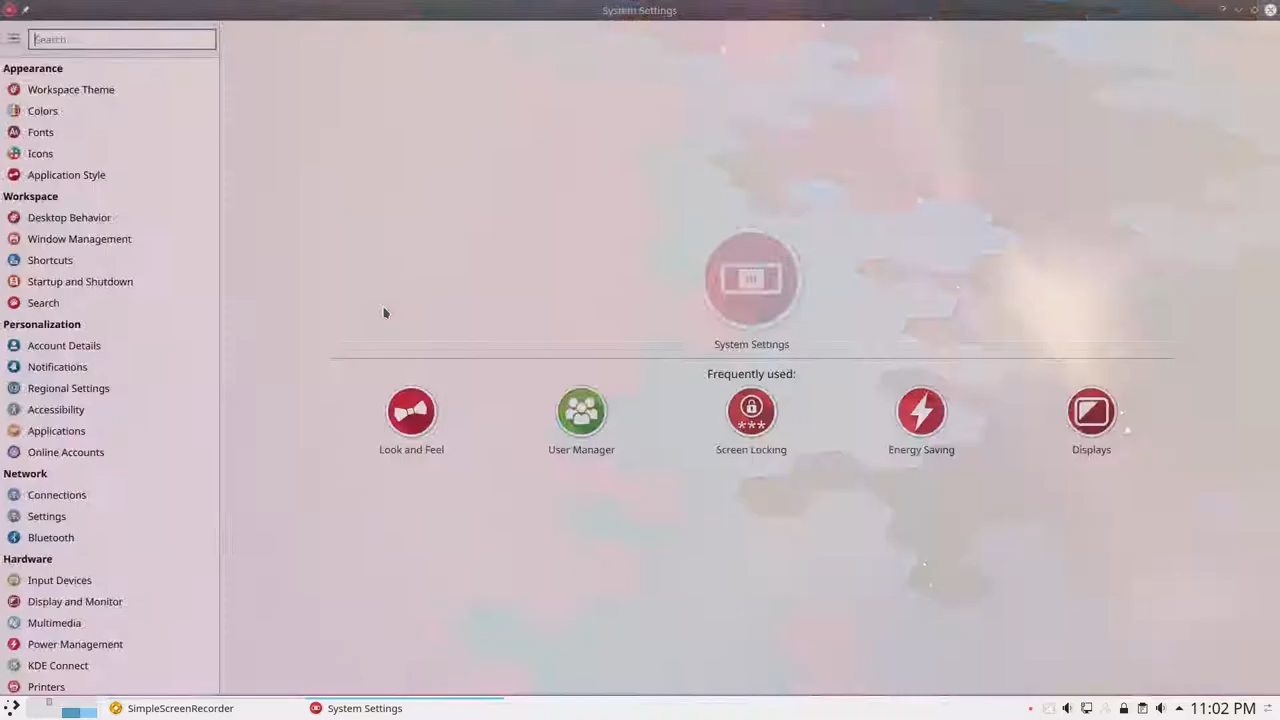 System Settings
Search...
Appearance
Workspace Theme
Colors
Fonts
Icons
Application Style
Workspace
Desktop Behavior
Window Management
Shortcuts
Startup and Shutdown
Search
Personalization
Account Details
Notifications
Regional Settings
Accessibility
Applications
Online Accounts
Network
Connections
Settings
Bluetooth
Hardware
Input Devices
Display and Monitor
Multimedia
Power Management
KDE Connect
Printers
System Settings
Frequently used:
Look and Feel
User Manager
Screen Locking
Energy Saving
Displays
SimpleScreenRecorder
System Settings
11:02 PM